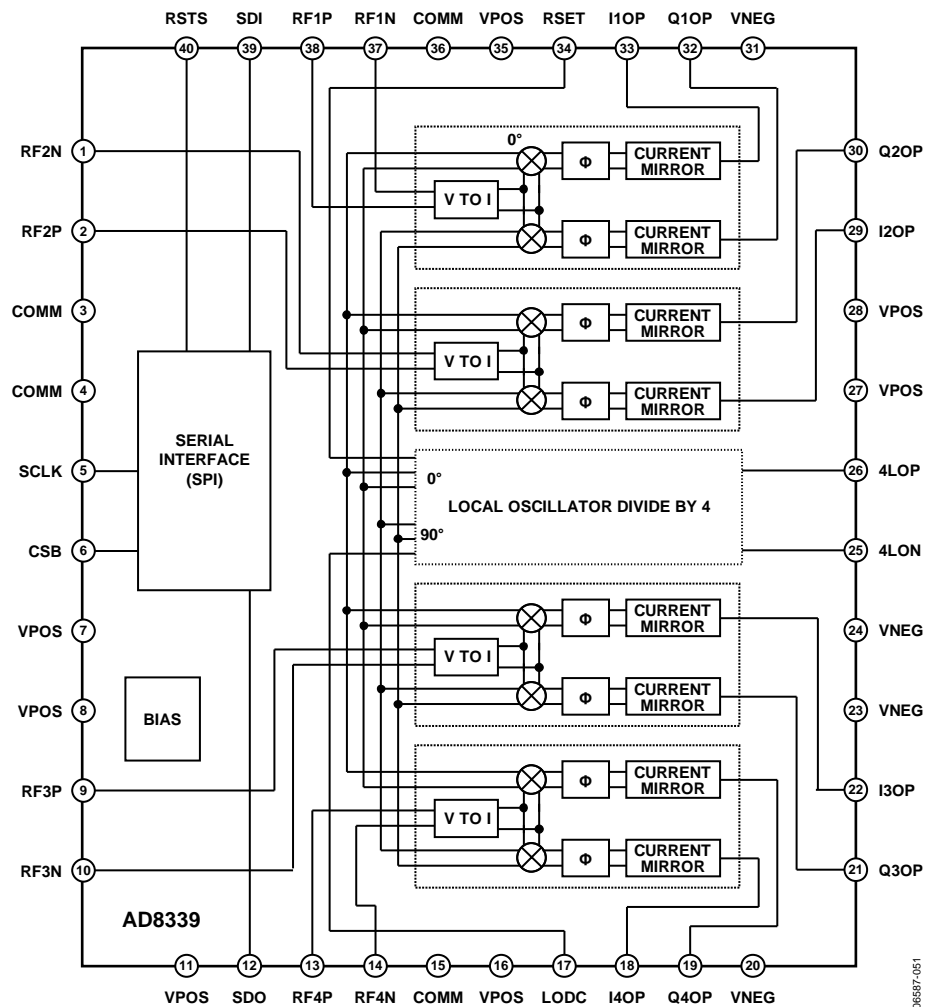 RSTS SDI RF1P RF1N COMM VPOS RSET I1OP Q1OP VNEG
40 39 38 37 36 35 34 33 32 31
0°
RF2N 1
Φ CURRENT MIRROR
30 Q2OP
V TO I
RF2P 2
Φ CURRENT MIRROR
29 I2OP
COMM 3
Φ CURRENT MIRROR
28 VPOS
V TO I
COMM 4
Φ CURRENT MIRROR
27 VPOS
SERIAL
INTERFACE
(SPI)
SCLK 5
0°
26 4LOP
LOCAL OSCILLATOR DIVIDE BY 4
90°
CSB 6
25 4LON
VPOS 7
Φ CURRENT MIRROR
24 VNEG
V TO I
VPOS 8
BIAS
Φ CURRENT MIRROR
23 VNEG
RF3P 9
Φ CURRENT MIRROR
22 I3OP
V TO I
RF3N 10
Φ CURRENT MIRROR
21 Q3OP
AD8339
11 12 13 14 15 16 17 18 19 20
VPOS SDO RF4P RF4N COMM VPOS LODC I4OP Q4OP VNEG
06587-051